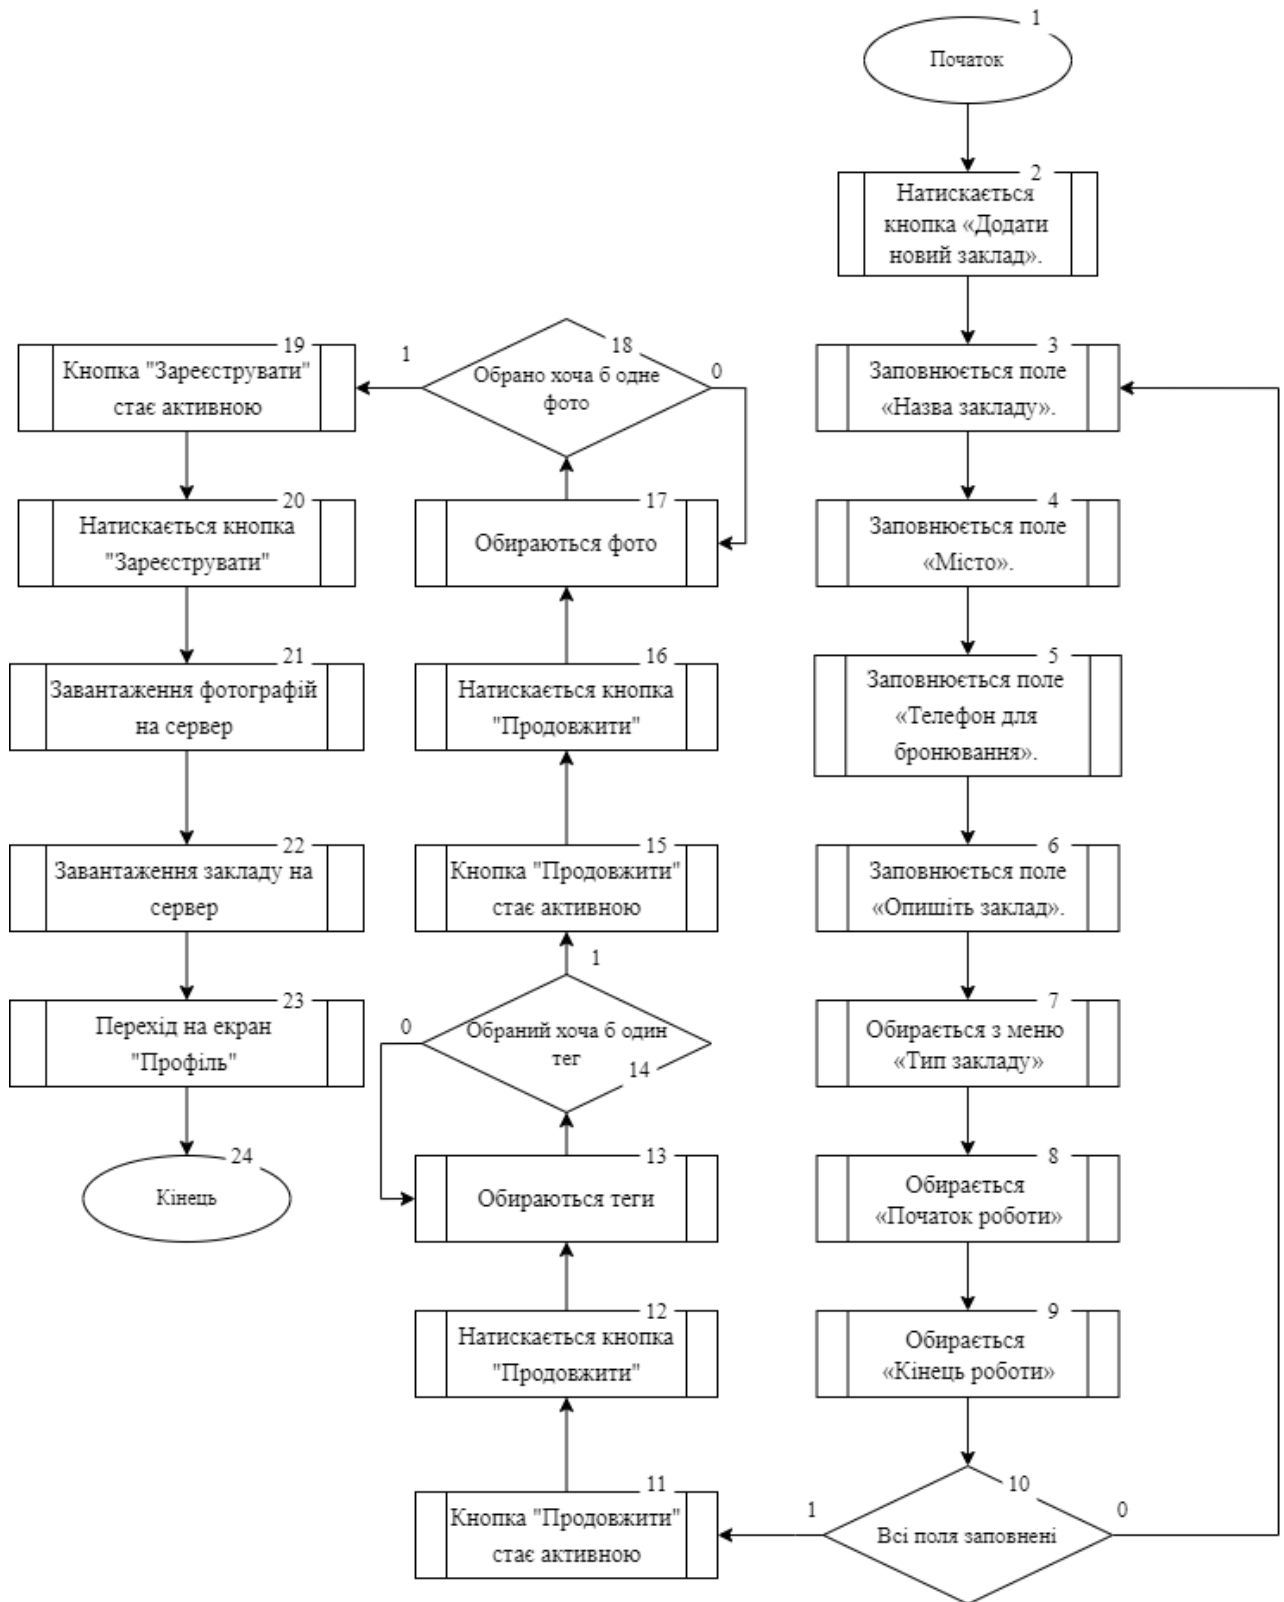 1
Початок
2
Натискається
кнопка «Додати
новий заклад».
3
Заповнюється поле
«Назва закладу».
4
Заповнюється поле
«Місто».
5
Заповнюється поле
«Телефон для
бронювання».
6
Заповнюється поле
«Опишіть заклад».
7
Обирається з меню
«Тип закладу»
8
Обирається
«Початок роботи»
9
Обирається
«Кінець роботи»
10
Всі поля заповнені
1
0
11
Кнопка "Продовжити"
стає активною
12
Натискається кнопка
"Продовжити"
13
Обираються теги
14
Обраний хоча б один
тег
0
1
15
Кнопка "Продовжити"
стає активною
16
Натискається кнопка
"Продовжити"
17
Обираються фото
18
Обрано хоча б одне
фото
1
0
19
Кнопка "Зареєструвати"
стає активною
20
Натискається кнопка
"Зареєструвати"
21
Завантаження фотографій
на сервер
22
Завантаження закладу на
сервер
23
Перехід на екран
"Профіль"
24
Кінець